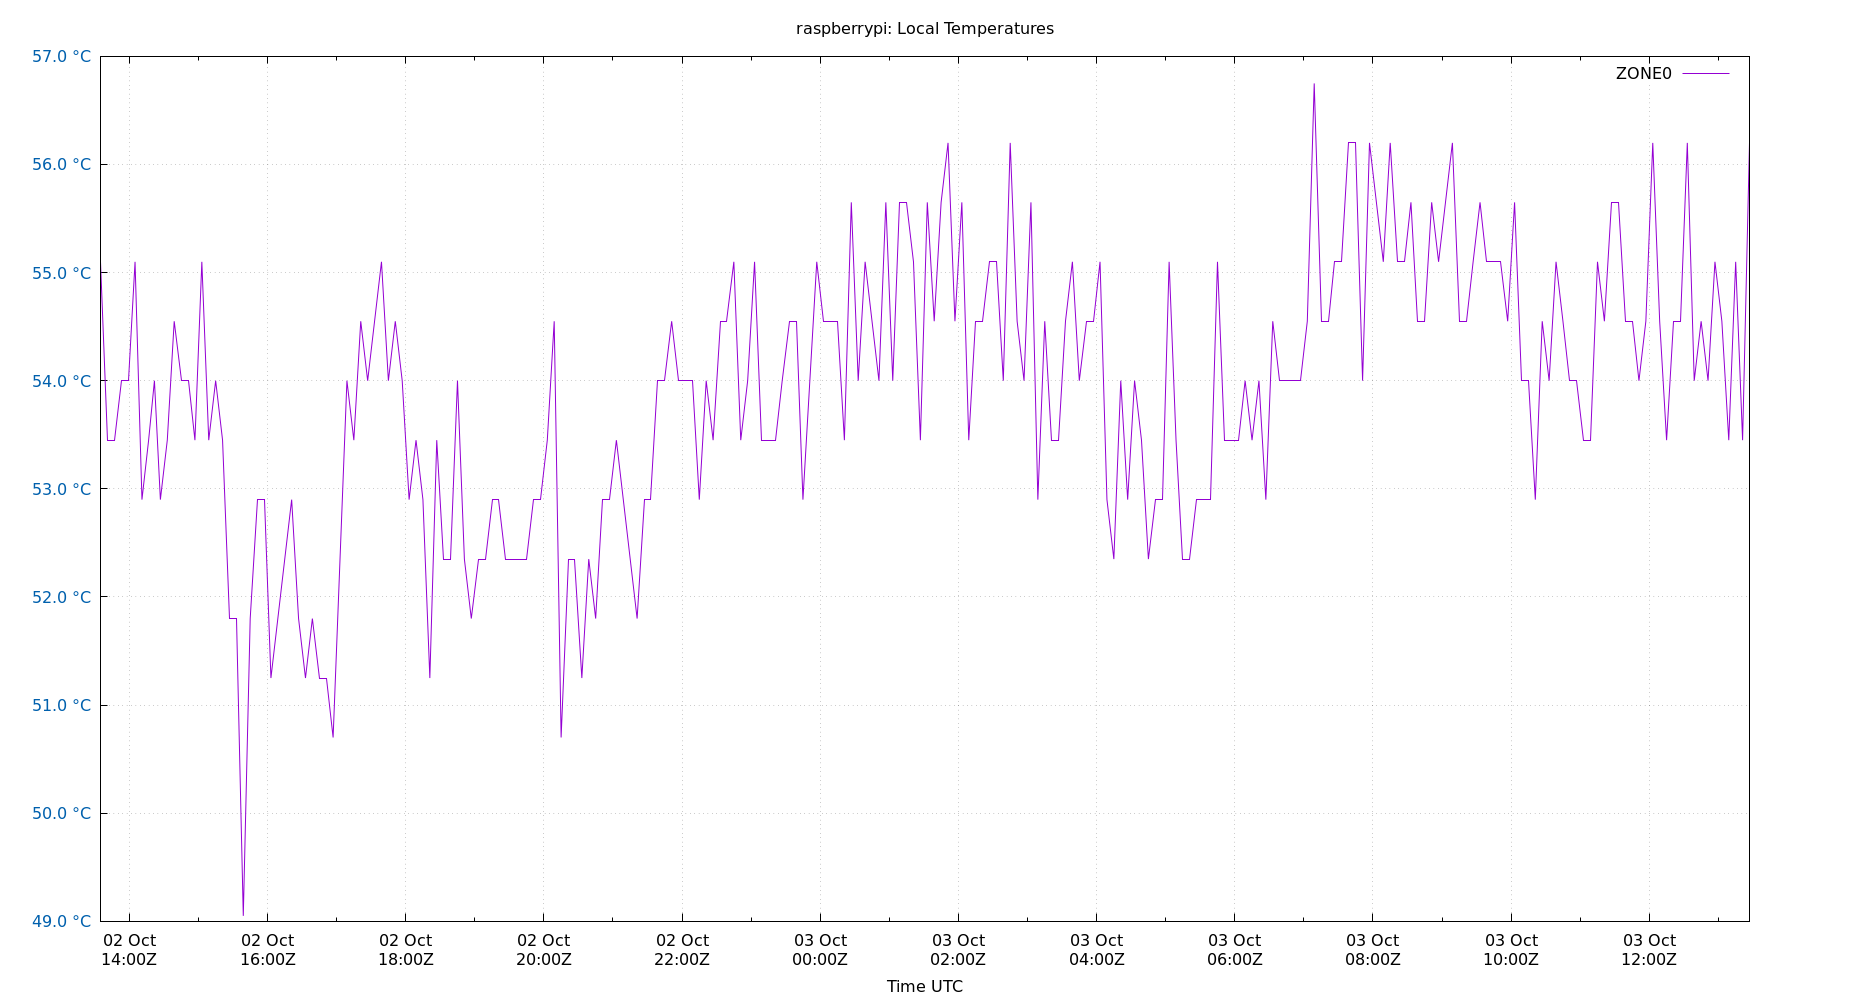 raspberrypi: Local Temperatures
57.0 °C
ZONE0
56.0 °C
55.0 °C
54.0 °C
53.0 °C
52.0 °C
51.0 °C
50.0 °C
49.0 °C
02 Oct 02 Oct 02 Oct 02 Oct 02 Oct 03 Oct 03 Oct 03 Oct 03 Oct 03 Oct 03 Oct 03 Oct
14:00Z 16:00Z 18:00Z 20:00Z 22:00Z 00:00Z 02:00Z 04:00Z 06:00Z 08:00Z 10:00Z 12:00Z
Time UTC